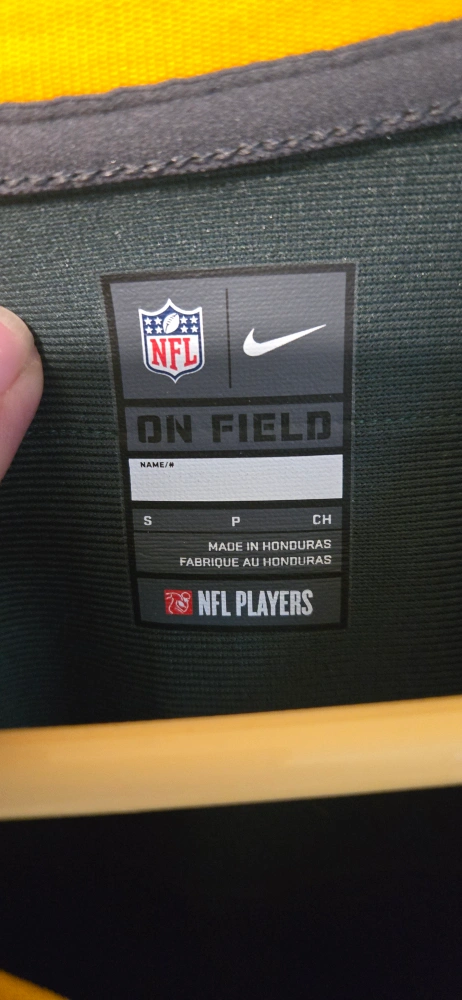 NFL
ON FIELD
NAME/#
S P CH
MADE IN HONDURAS
FABRIQUE AU HONDURAS
NFL PLAYERS